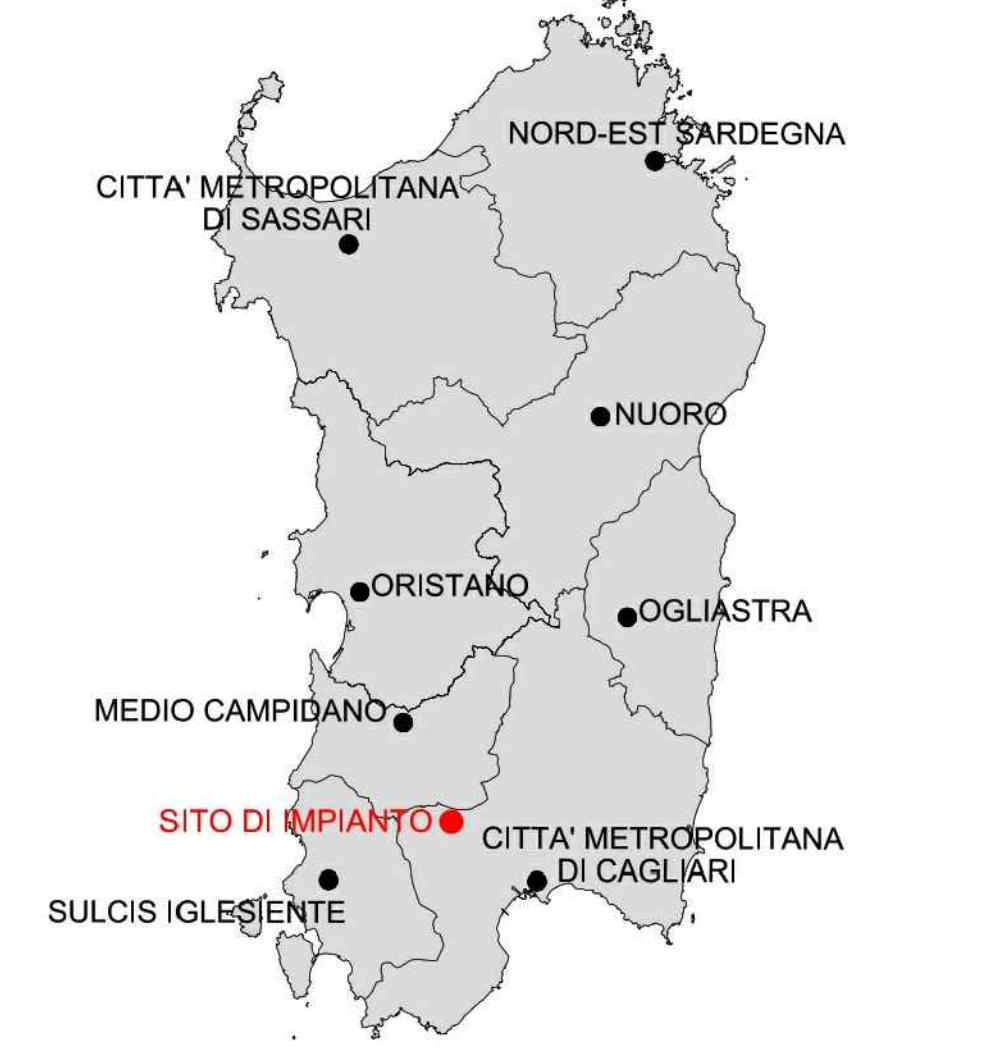 NORD-EST SARDEGNA
CITTA' METROPOLITANA
DI SASSARI
NUORO
ORISTANO
OGLIASTRA
MEDIO CAMPIDANO
SITO DI IMPIANTO
CITTA' METROPOLITANA
DI CAGLIARI
SULCIS IGLESIENTE